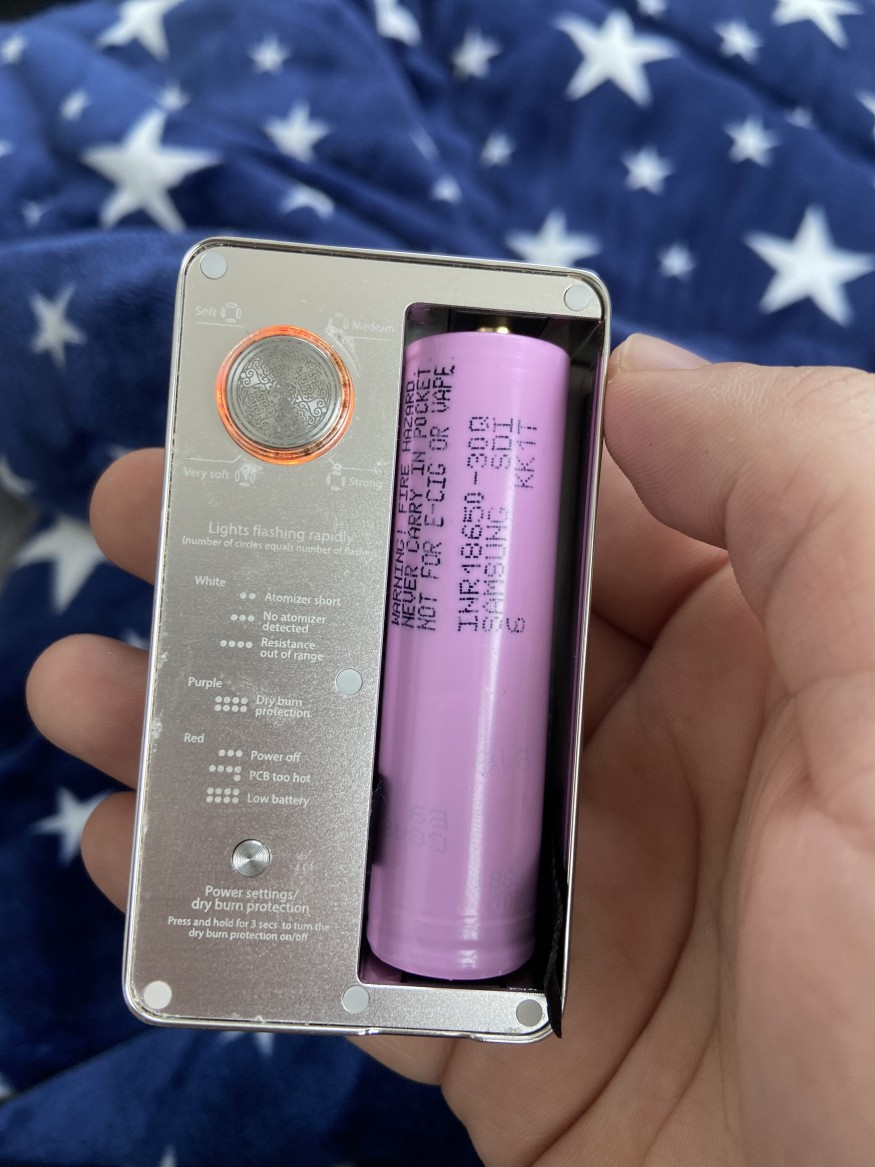 Soft
Medium
Very soft
Strong
Lights flashing rapidly
(number of circles equals number of flashes)
White
Atomizer short
No atomizer
detected
Resistance
out of range
Purple
Dry burn
protection
Red
Power off
PCB too hot
Low battery
Power settings/
dry burn protection
Press and hold for 3 secs to turn the
dry burn protection on/off
WARNING! FIRE HAZARD.
NEVER CARRY IN POCKET
NOT FOR E-CIG OR VAPE
INR18650-30Q
SAMSUNG SDI
6 KK1T